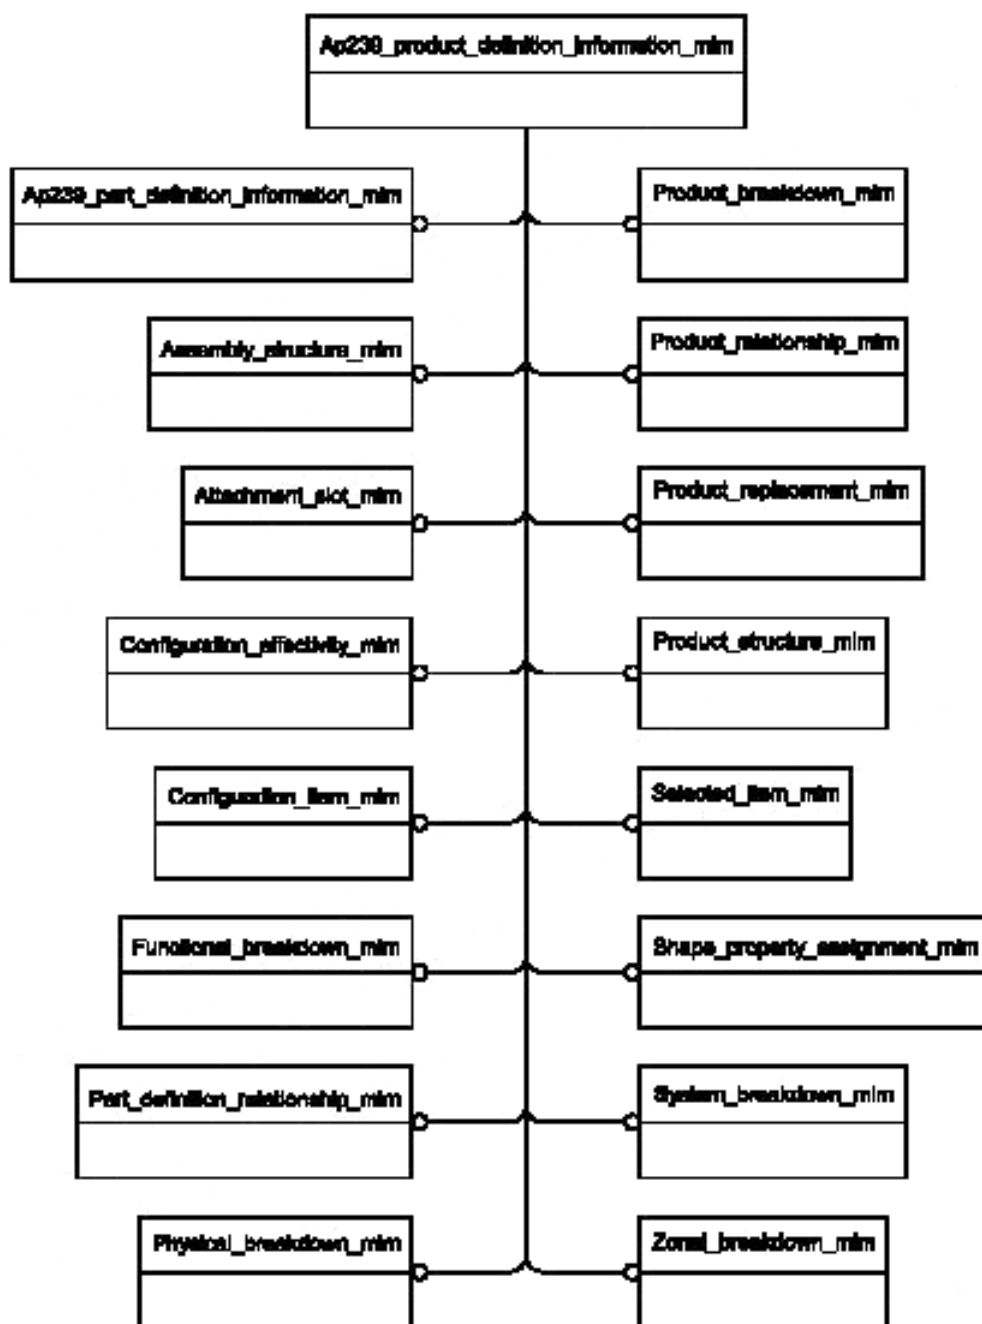 Ap239_product_definition_information_mim
Ap239_part_definition_information_mim
Product_breakdown_mim
Assembly_structure_mim
Product_relationship_mim
Attachment_slot_mim
Product_replacement_mim
Configuration_effectivity_mim
Product_structure_mim
Configuration_item_mim
Selected_item_mim
Functional_breakdown_mim
Shape_property_assignment_mim
Part_definition_relationship_mim
System_breakdown_mim
Physical_breakdown_mim
Zonal_breakdown_mim